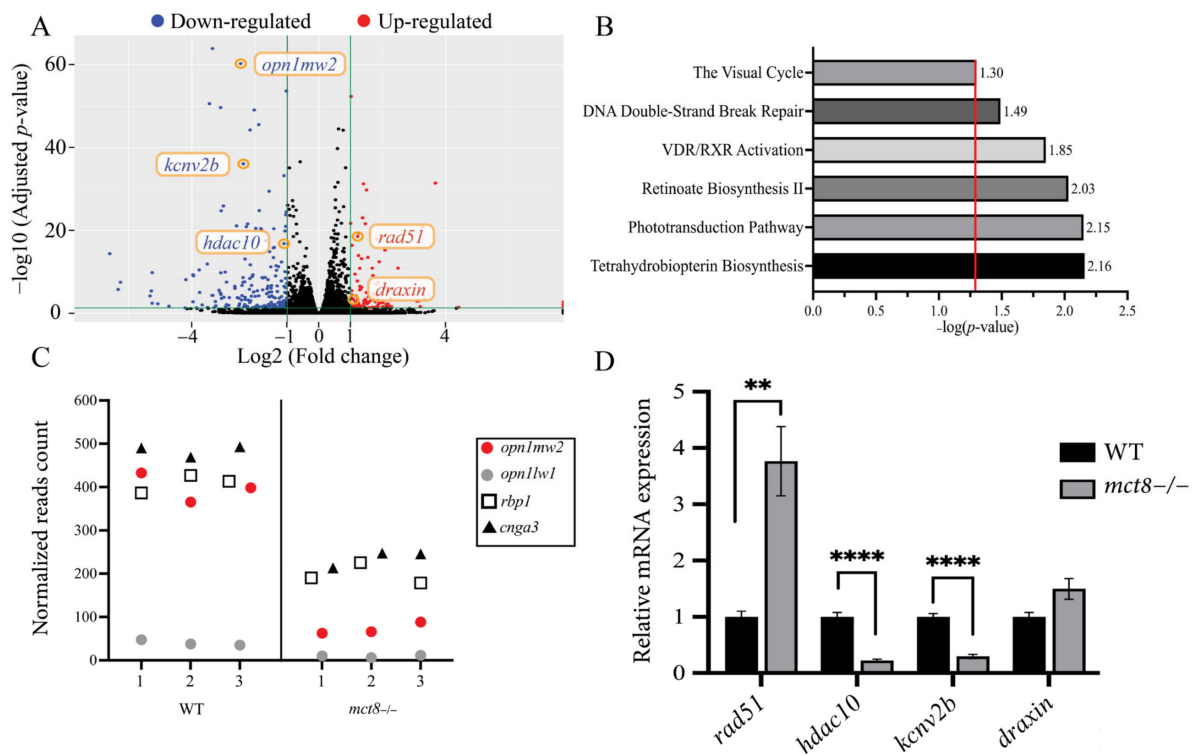 A
Down-regulated
Up-regulated
−log10 (Adjusted p-value)
60
40
20
0
opn1mw2
kcnv2b
hdac10
rad51
draxin
−4
−1
0
1
4
Log2 (Fold change)
B
The Visual Cycle
1.30
DNA Double-Strand Break Repair
1.49
VDR/RXR Activation
1.85
Retinoate Biosynthesis II
2.03
Phototransduction Pathway
2.15
Tetrahydrobiopterin Biosynthesis
2.16
0.0 0.5 1.0 1.5 2.0 2.5
-log(p-value)
C
Normalized reads count
600
500
400
300
200
100
0
1 2 3 1 2 3
WT mct8−/−
opn1mw2
opn1lw1
rbp1
cnga3
D
Relative mRNA expression
5
4
3
2
1
0
**
****
****
WT
mct8−/−
rad51
hdac10
kcnv2b
draxin